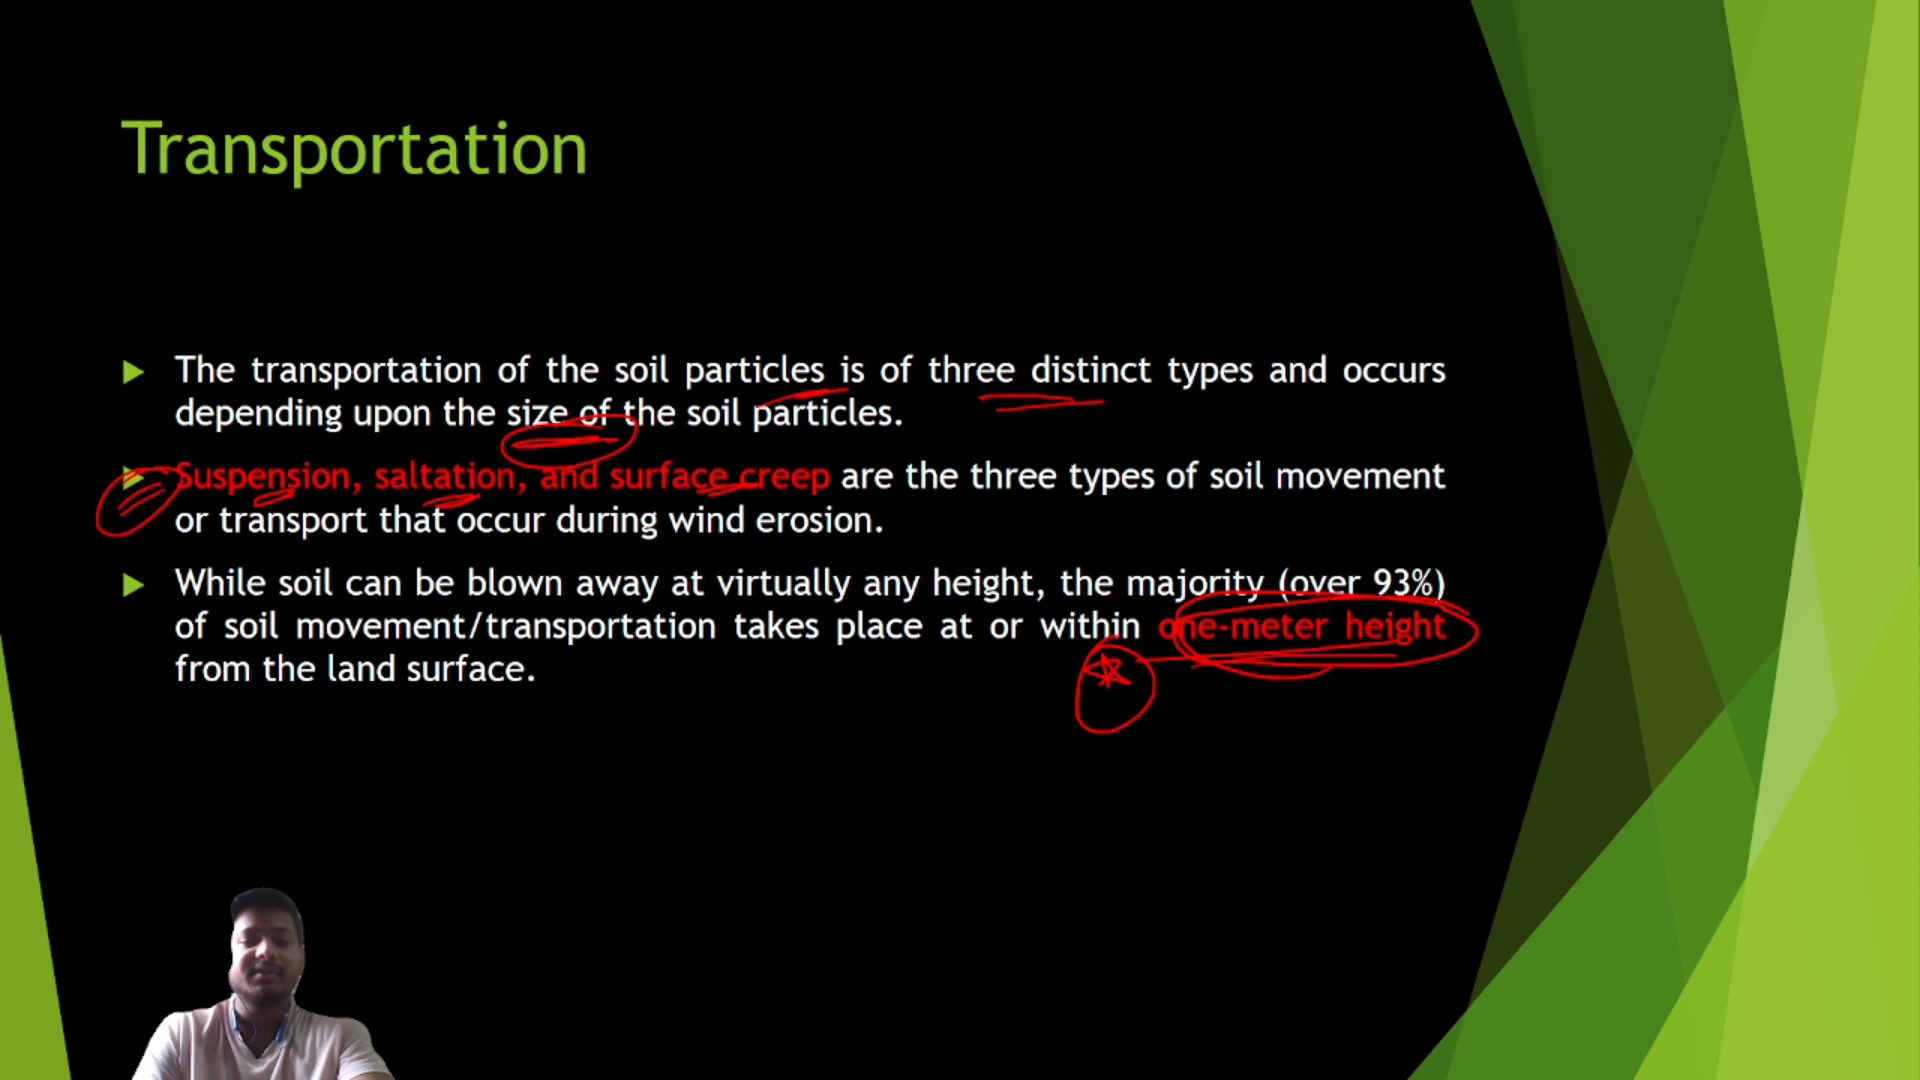 Transportation
The transportation of the soil particles is of three distinct types and occurs
depending upon the size of the soil particles.
Suspension, saltation, and surface creep are the three types of soil movement
or transport that occur during wind erosion.
While soil can be blown away at virtually any height, the majority (over 93%)
of soil movement/transportation takes place at or within one-meter height
from the land surface.